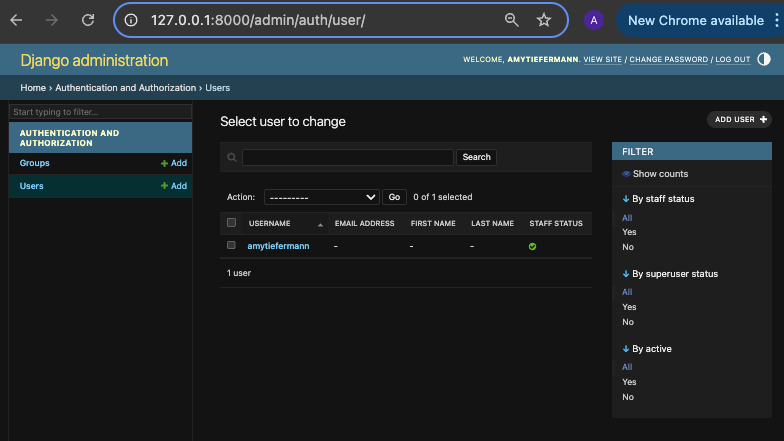 127.0.0.1:8000/admin/auth/user/
A
New Chrome available
Django administration
WELCOME, AMYTIEFERMANN. VIEW SITE / CHANGE PASSWORD / LOG OUT
Home › Authentication and Authorization › Users
Start typing to filter...
AUTHENTICATION AND
AUTHORIZATION
Groups + Add
Users + Add
Select user to change
ADD USER +
Search
Action: --------- Go 0 of 1 selected
USERNAME EMAIL ADDRESS FIRST NAME LAST NAME STAFF STATUS
amytiefermann - - -
1 user
FILTER
Show counts
↓ By staff status
All
Yes
No
↓ By superuser status
All
Yes
No
↓ By active
All
Yes
No